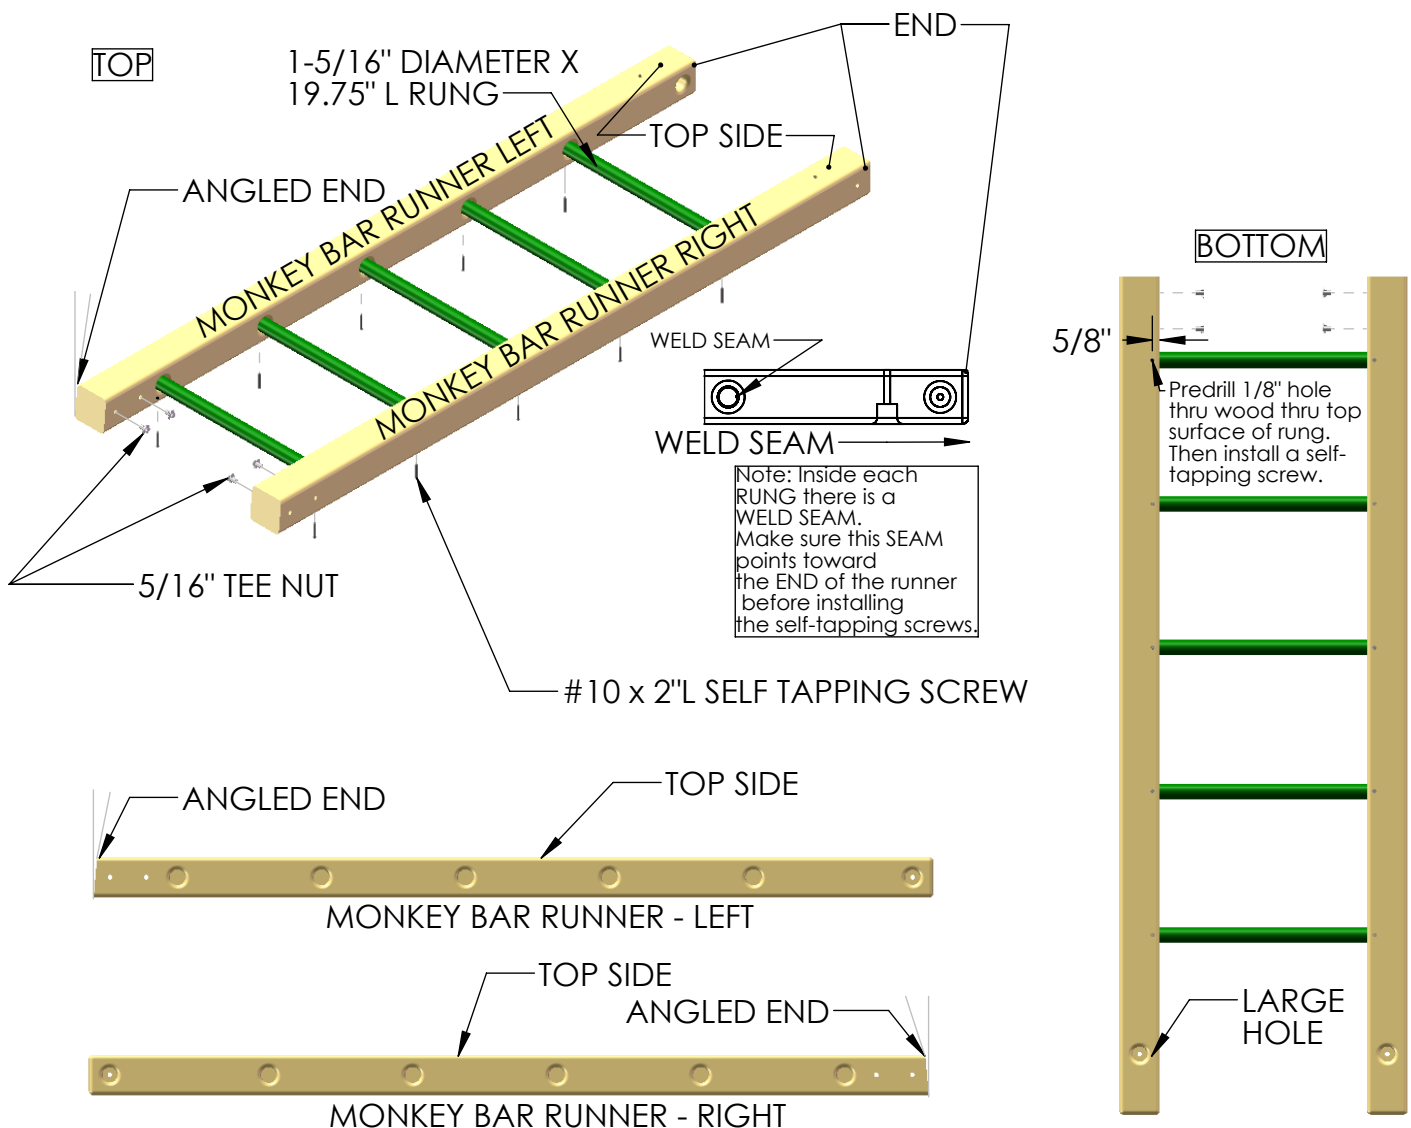 TOP
1-5/16" DIAMETER X
19.75" L RUNG
END
TOP SIDE
ANGLED END
MONKEY BAR RUNNER LEFT
MONKEY BAR RUNNER RIGHT
WELD SEAM
WELD SEAM
Note: Inside each
RUNG there is a
WELD SEAM.
Make sure this SEAM
points toward
the END of the runner
before installing
the self-tapping screws.
5/16" TEE NUT
#10 x 2"L SELF TAPPING SCREW
BOTTOM
5/8"
Predrill 1/8" hole
thru wood thru top
surface of rung.
Then install a self-
tapping screw.
LARGE
HOLE
ANGLED END
TOP SIDE
MONKEY BAR RUNNER - LEFT
TOP SIDE
ANGLED END
MONKEY BAR RUNNER - RIGHT